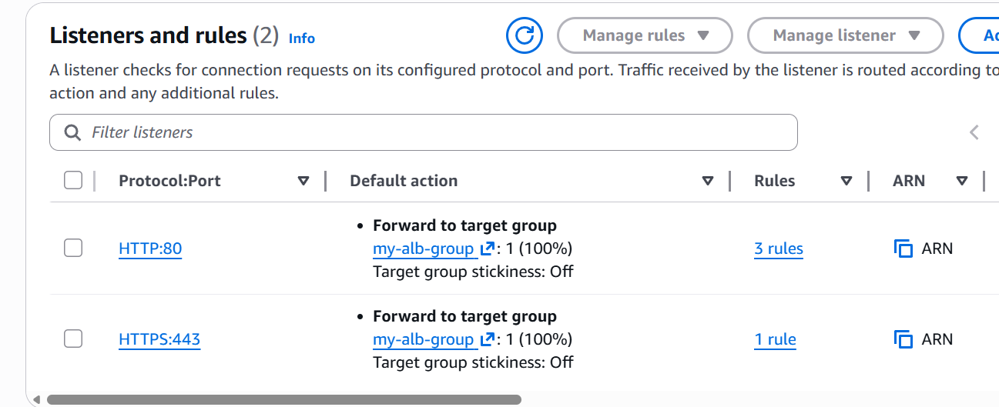 Listeners and rules (2) Info
Manage rules
Manage listener
A listener checks for connection requests on its configured protocol and port. Traffic received by the listener is routed according to
action and any additional rules.
Filter listeners
Protocol:Port Default action Rules ARN
Forward to target group
HTTP:80 my-alb-group : 1 (100%) 3 rules ARN
Target group stickiness: Off
Forward to target group
HTTPS:443 my-alb-group : 1 (100%) 1 rule ARN
Target group stickiness: Off